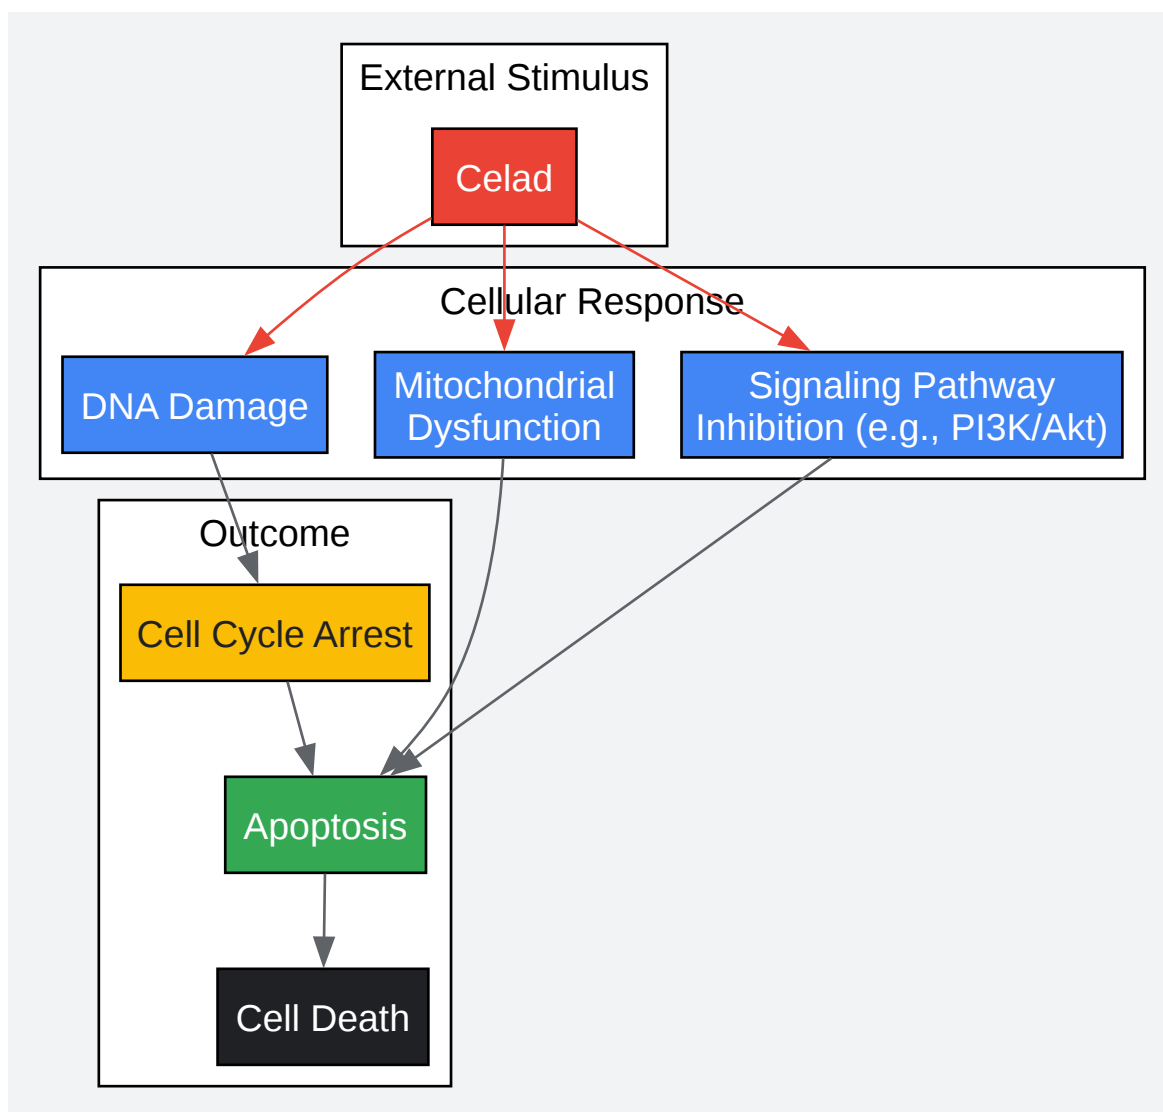 External Stimulus
Celad
Cellular Response
DNA Damage
Mitochondrial
Dysfunction
Signaling Pathway
Inhibition (e.g., PI3K/Akt)
Outcome
Cell Cycle Arrest
Apoptosis
Cell Death